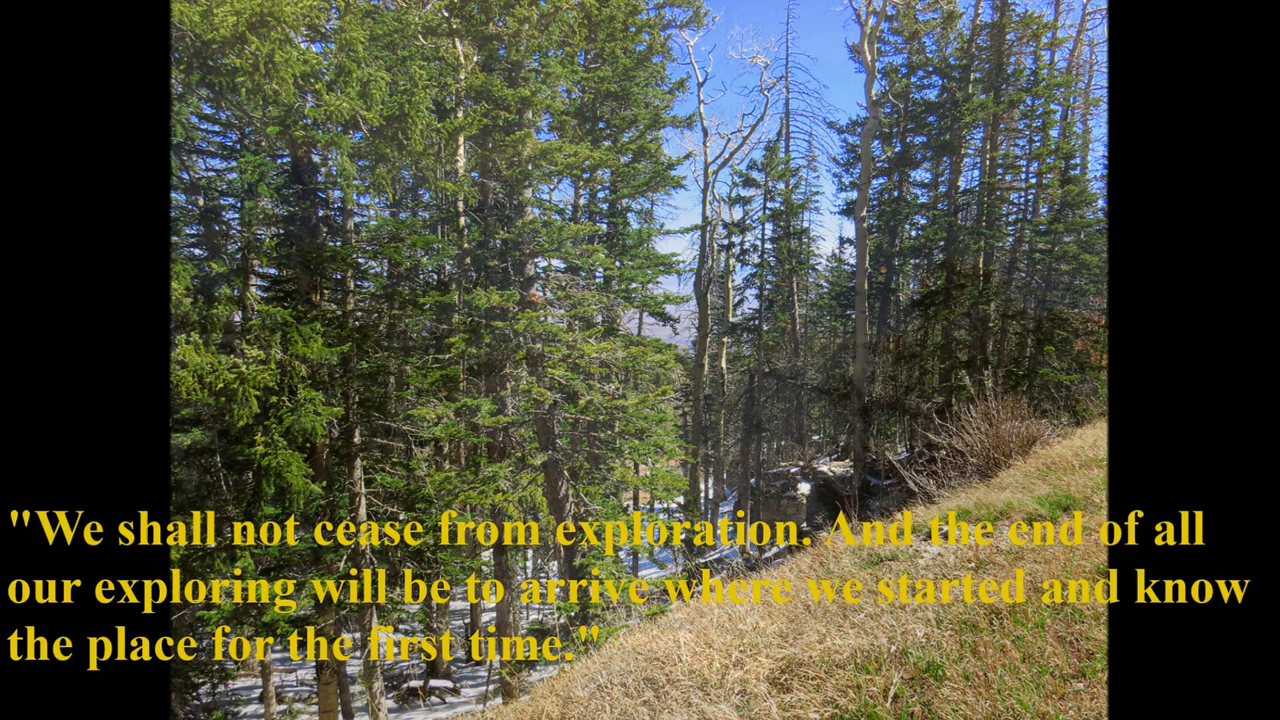 "We shall not cease from exploration. And the end of all
our exploring will be to arrive where we started and know
the place for the first time."